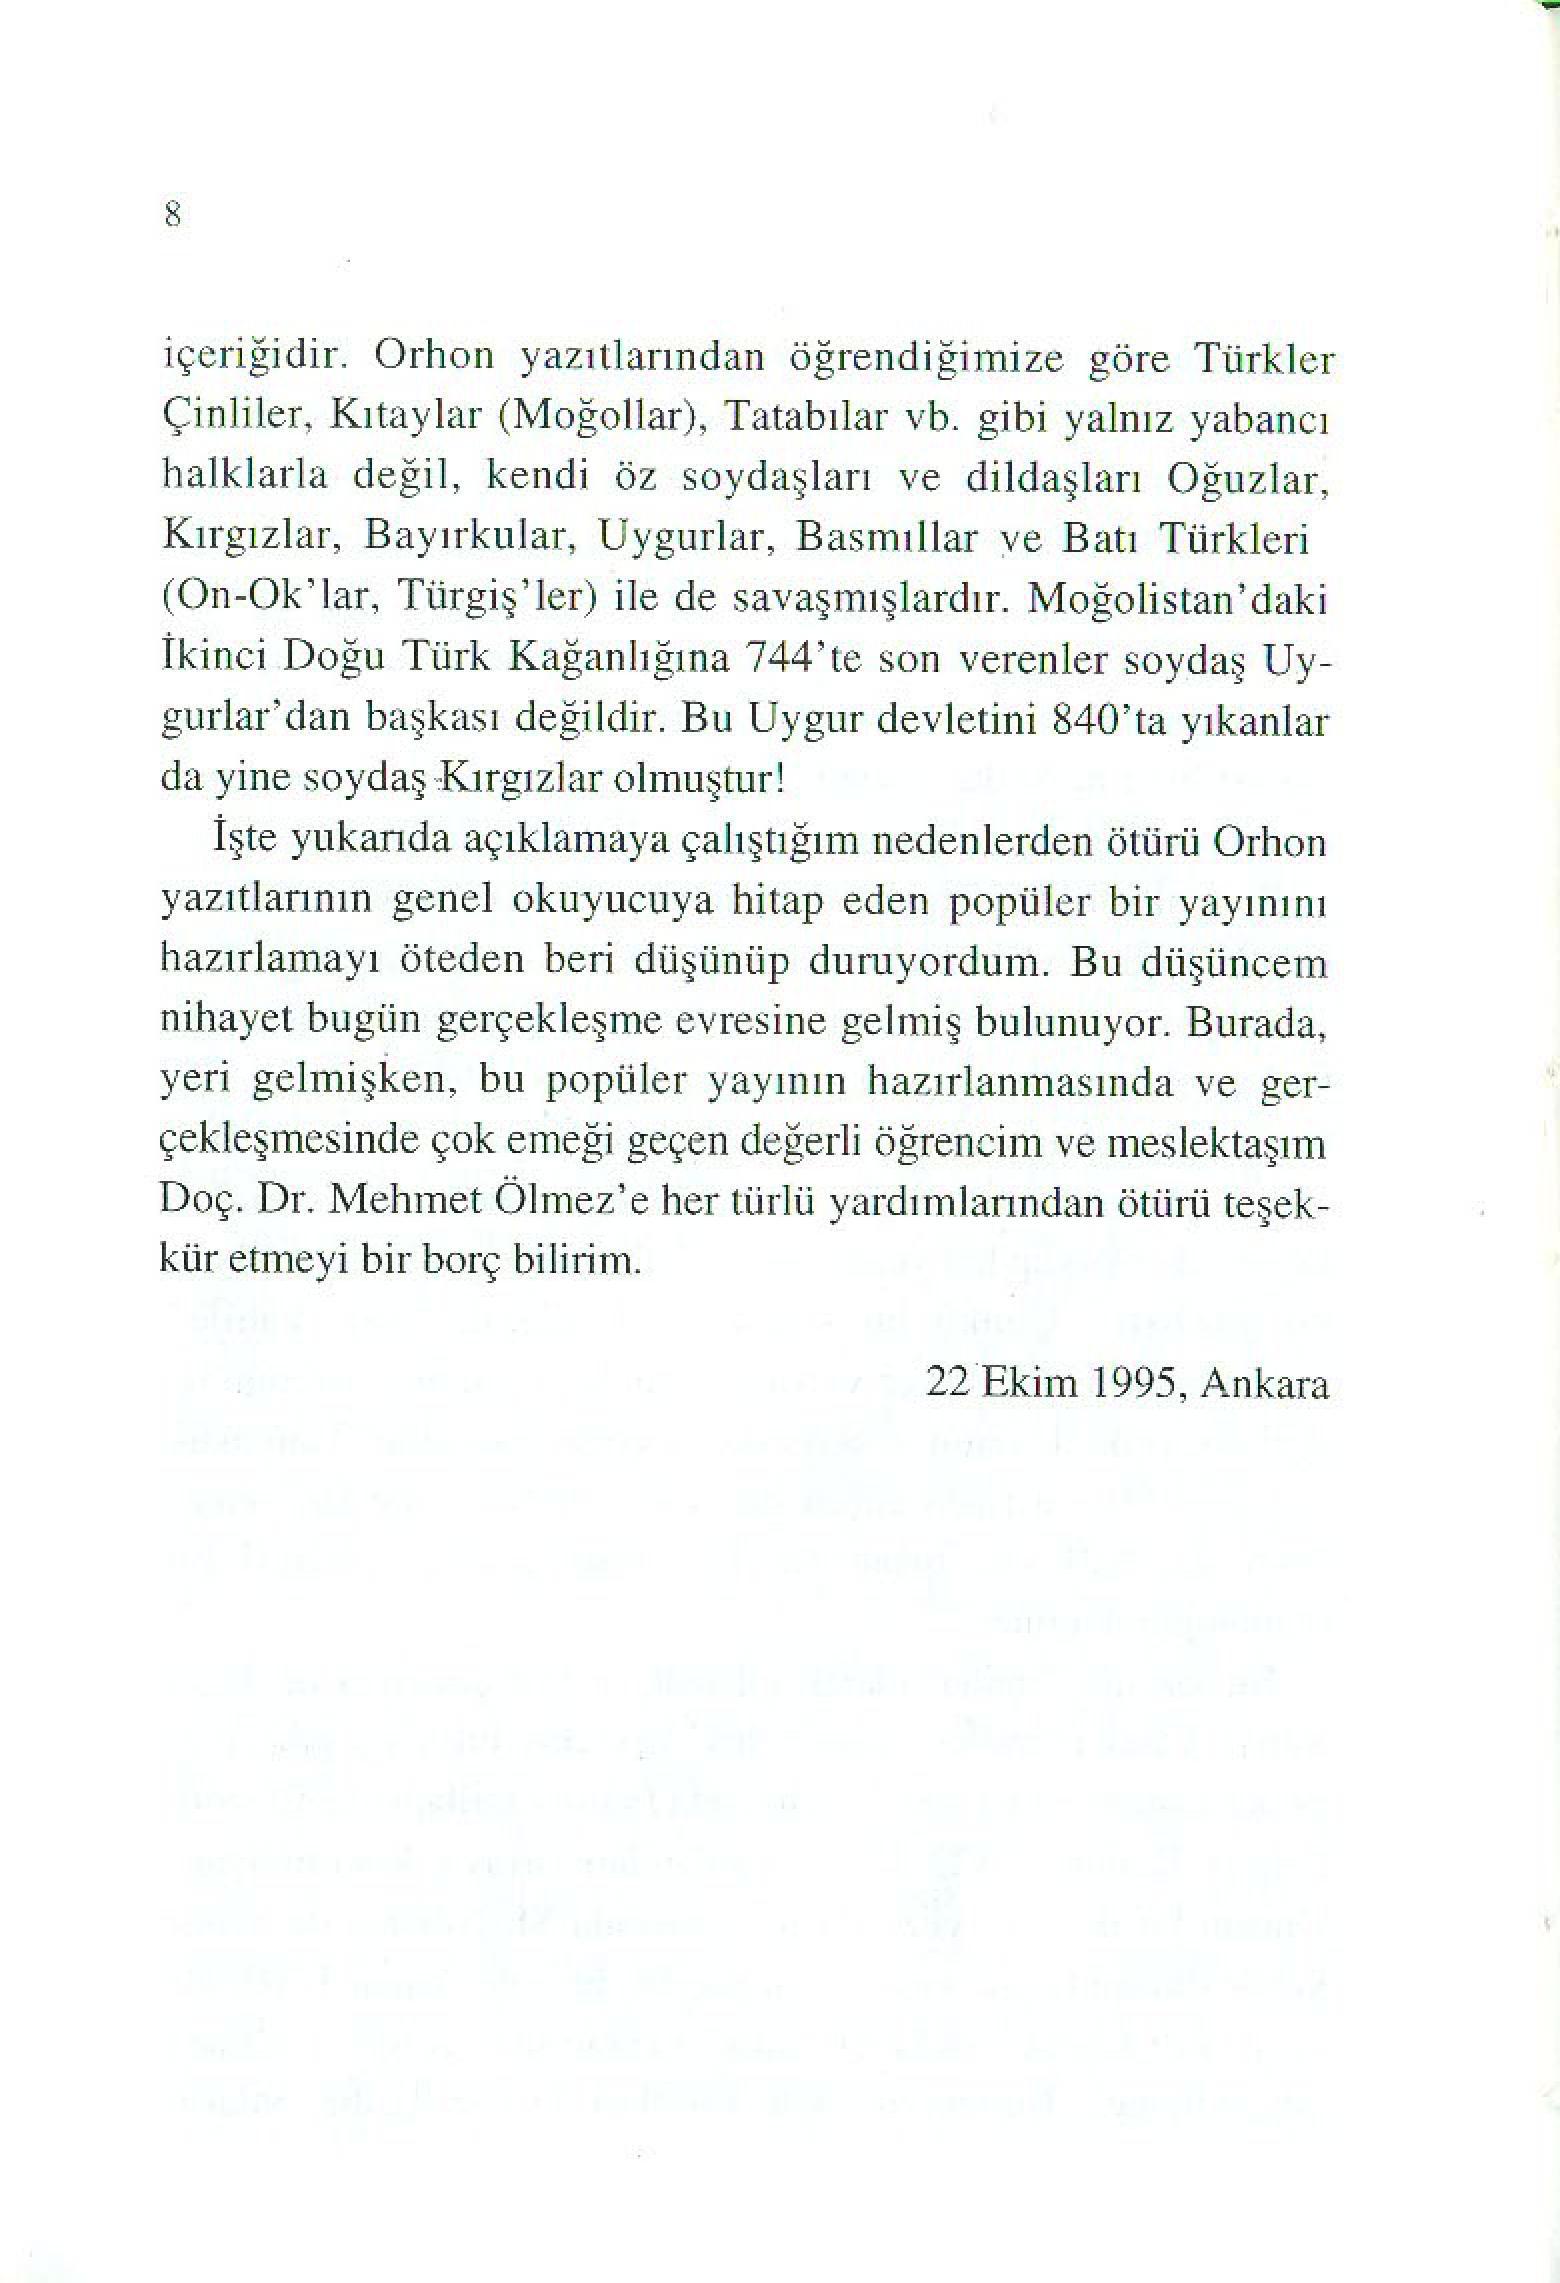 8
içeriğidir. Orhon yazıtlarından öğrendiğimize göre Türkler
Çinliler, Kıtaylar (Moğollar), Tatabılar vb. gibi yalnız yabancı
halklarla değil, kendi öz soydaşları ve dildaşları Oğuzlar,
Kırgızlar, Bayırkular, Uygurlar, Basmıllar ve Batı Türkleri
(On-Ok'lar, Türgiş'ler) ile de savaşmışlardır. Moğolistan'daki
İkinci Doğu Türk Kağanlığına 744'te son verenler soydaş Uy-
gurlar'dan başkası değildir. Bu Uygur devletini 840'ta yıkanlar
da yine soydaş Kırgızlar olmuştur!
İşte yukarıda açıklamaya çalıştığım nedenlerden ötürü Orhon
yazıtlarının genel okuyucuya hitap eden popüler bir yayınını
hazırlamayı öteden beri düşünüp duruyordum. Bu düşüncem
nihayet bugün gerçekleşme evresine gelmiş bulunuyor. Burada,
yeri gelmişken, bu popüler yayının hazırlanmasında ve ger-
çekleşmesinde çok emeği geçen değerli öğrencim ve meslektaşım
Doç. Dr. Mehmet Ölmez'e her türlü yardımlarından ötürü teşek-
kür etmeyi bir borç bilirim.
22 Ekim 1995, Ankara